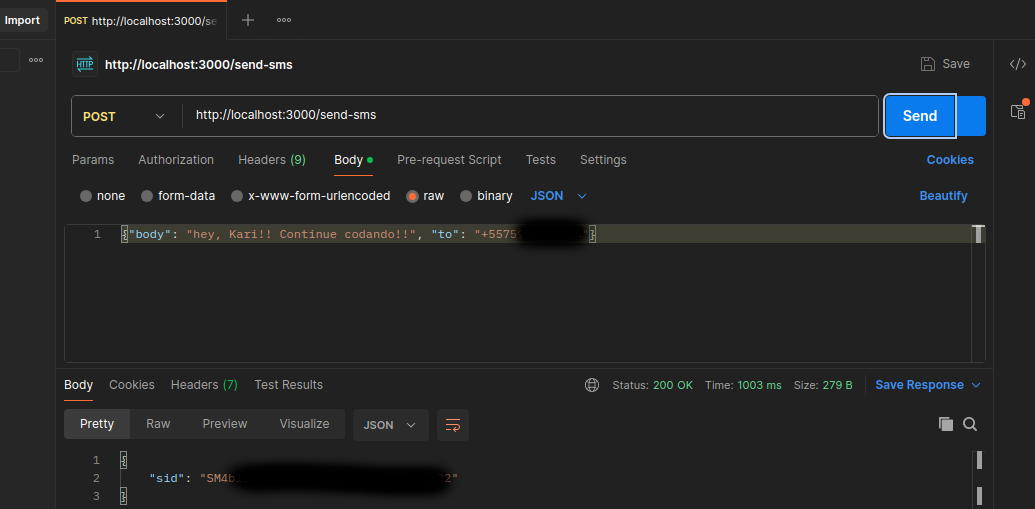 Import
POST http://localhost:3000/se
http://localhost:3000/send-sms
Save
POST
http://localhost:3000/send-sms
Send
Params Authorization Headers (9) Body Pre-request Script Tests Settings Cookies
none form-data x-www-form-urlencoded raw binary JSON Beautify
1 {"body": "hey, Kari!! Continue codando!!", "to": "+5575 "}
Body Cookies Headers (7) Test Results Status: 200 OK Time: 1003 ms Size: 279 B Save Response
Pretty Raw Preview Visualize JSON
1 {
2 "sid": "SM4b 2"
3 }